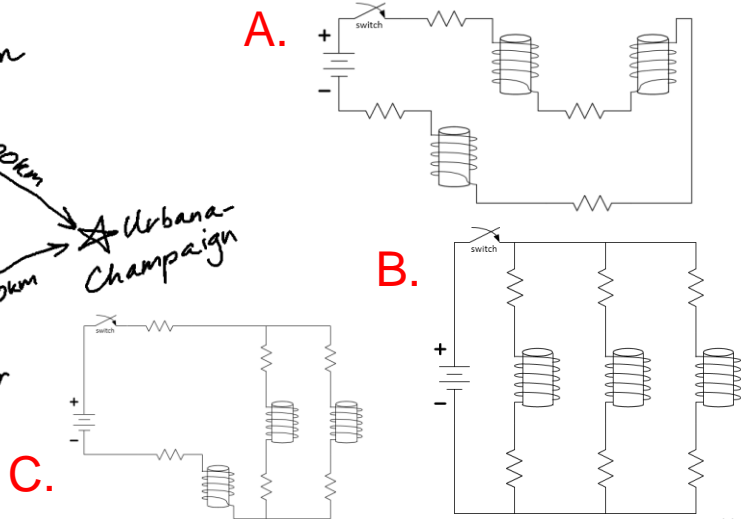 A.
switch
+
-
Urbana-
Champaign
B.
switch
+
-
switch
+
-
C.